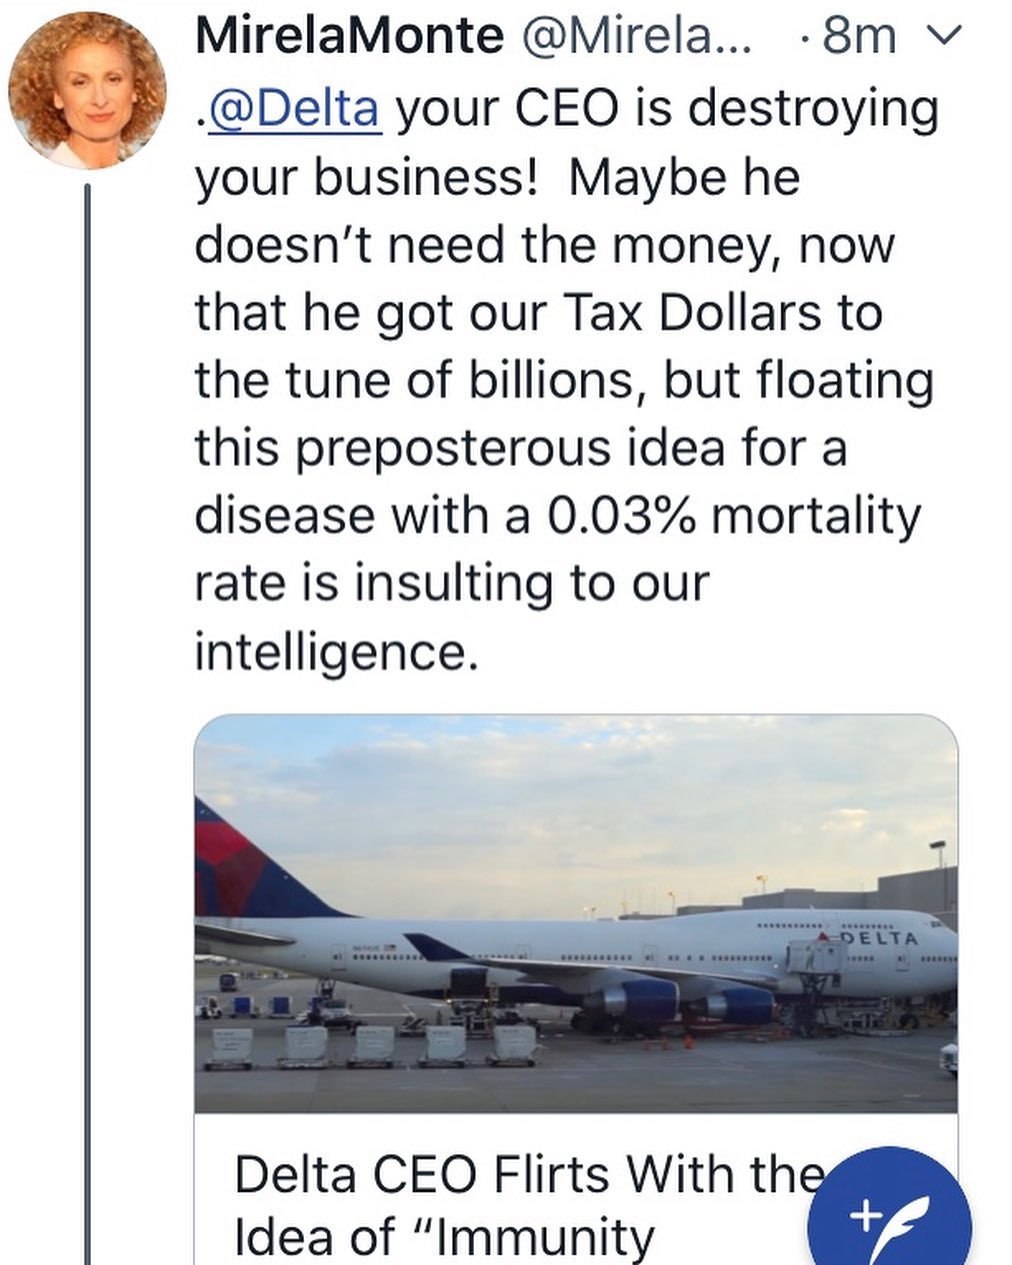 MirelaMonte @Mirela... · 8m
.@Delta your CEO is destroying
your business!  Maybe he
doesn't need the money, now
that he got our Tax Dollars to
the tune of billions, but floating
this preposterous idea for a
disease with a 0.03% mortality
rate is insulting to our
intelligence.
DELTA
Delta CEO Flirts With the
Idea of “Immunity